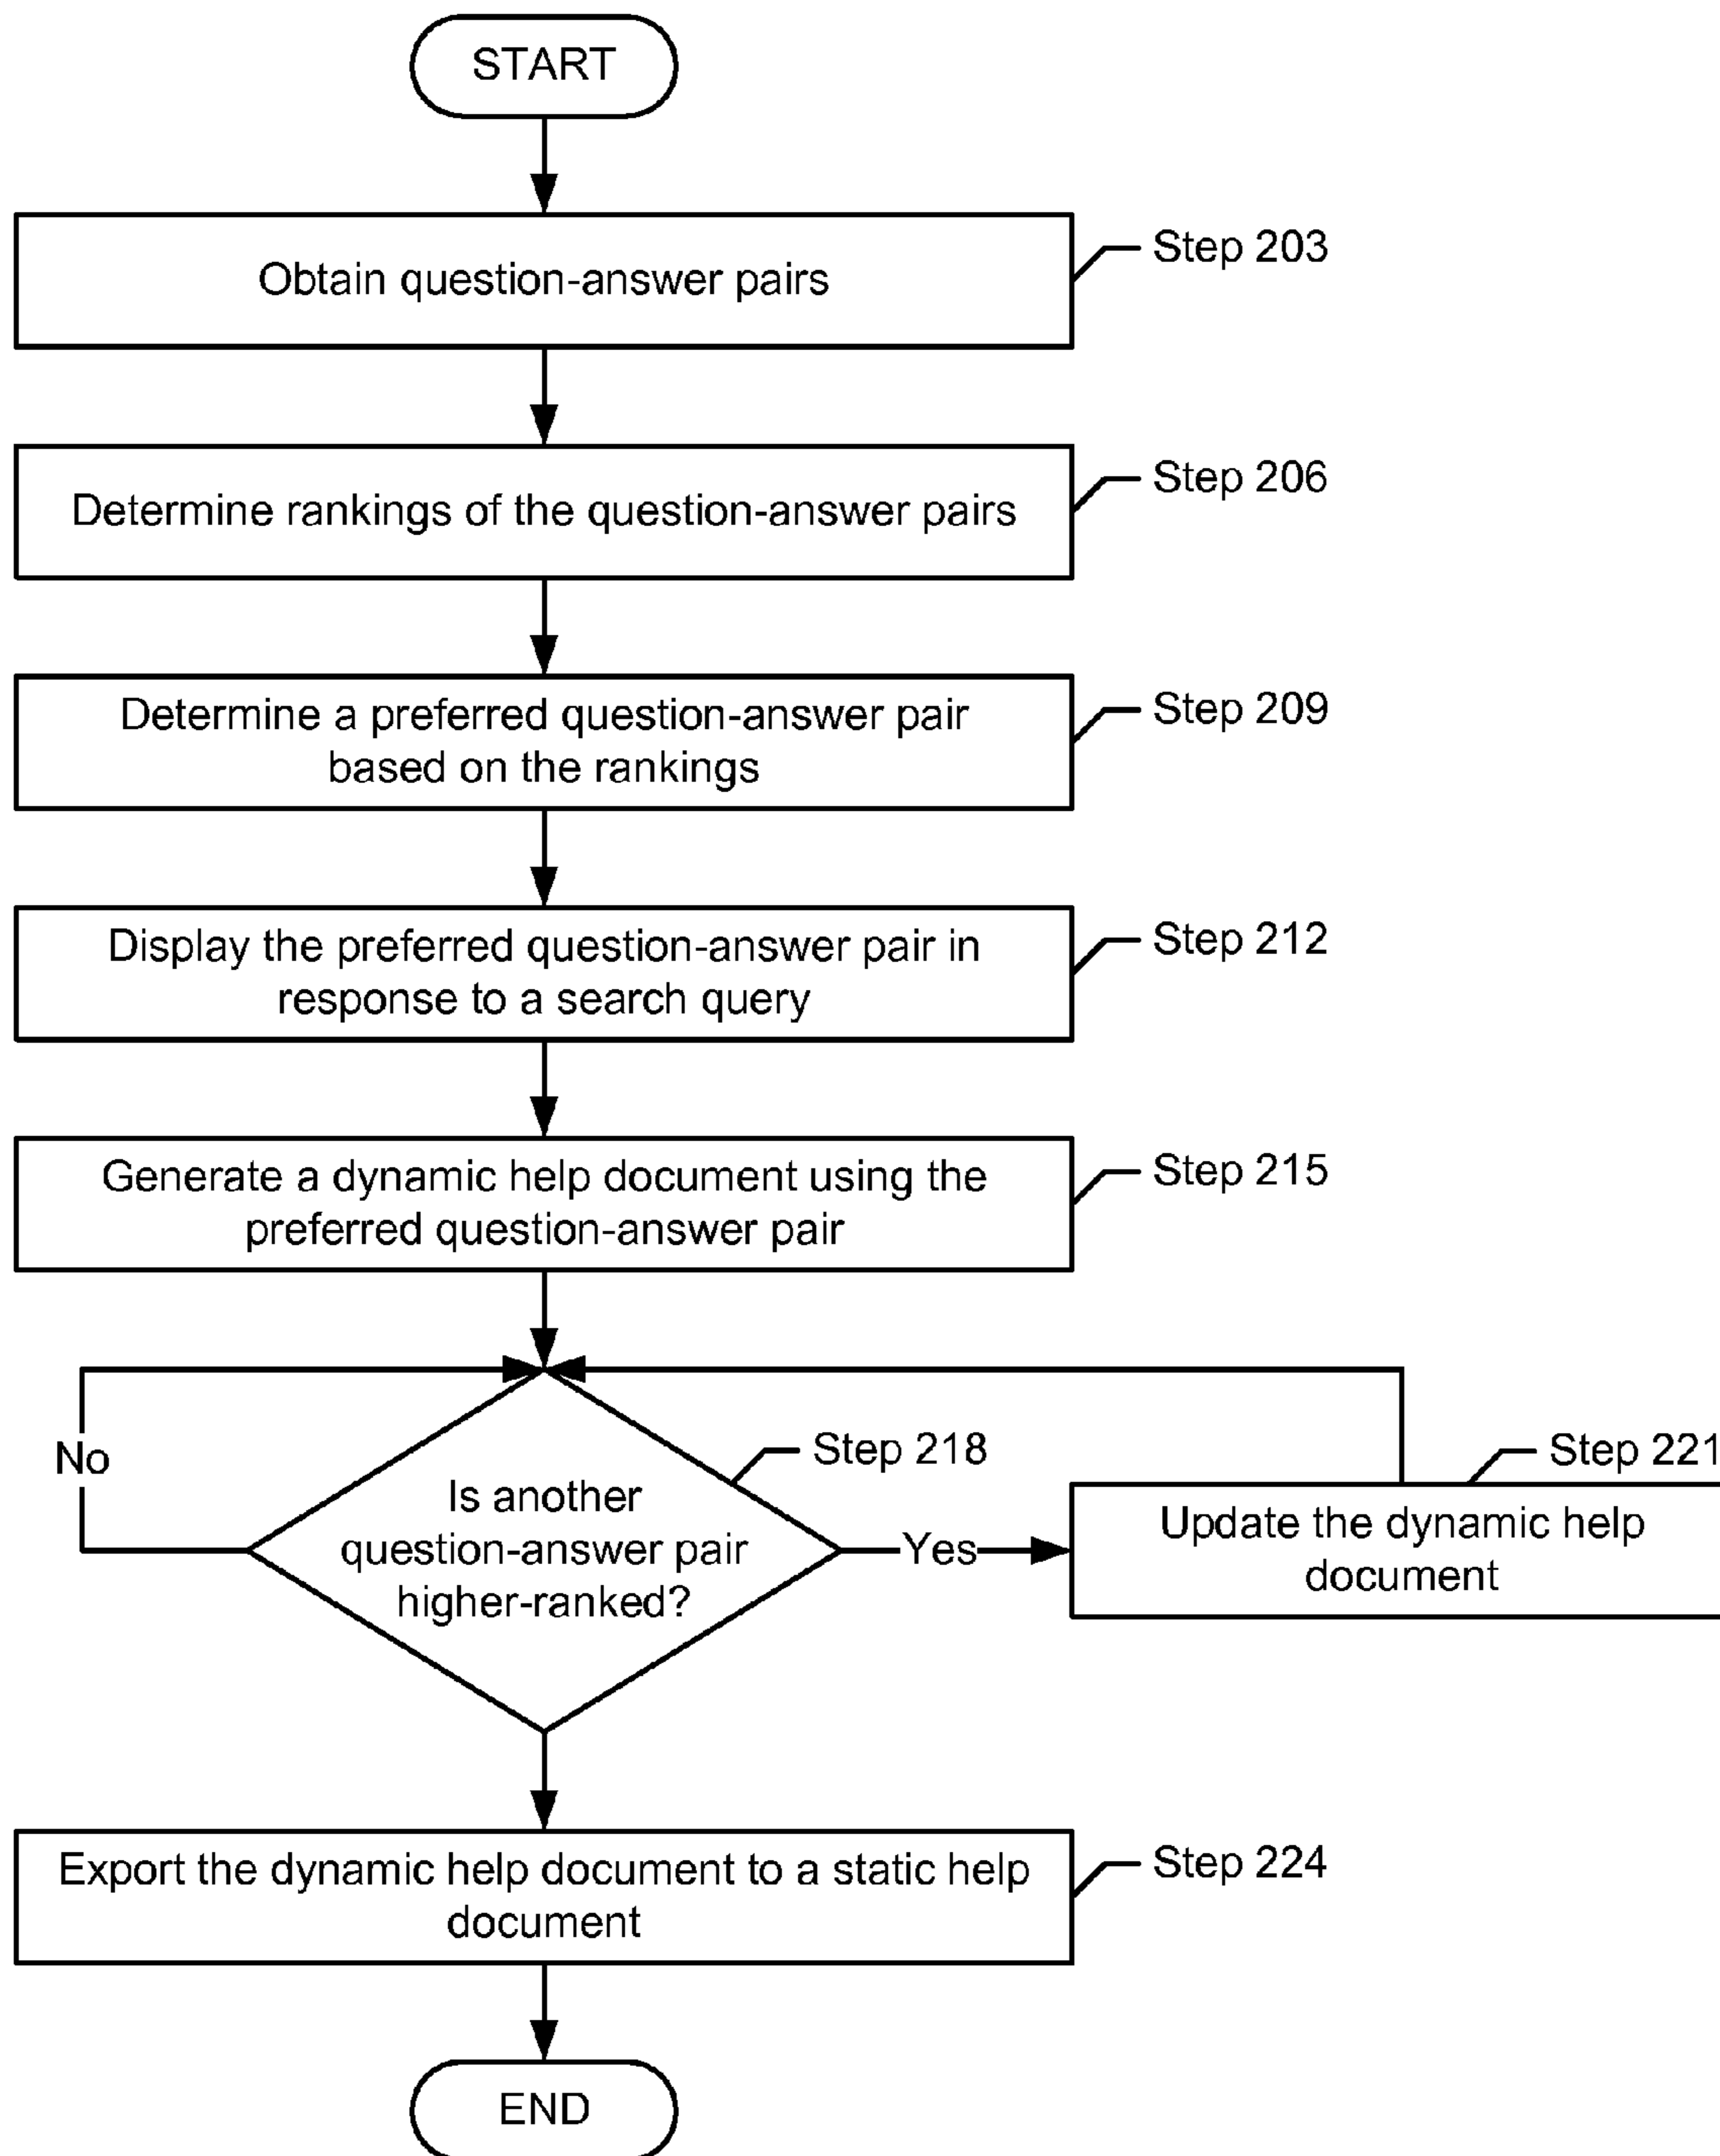 START
Obtain question-answer pairs
Step 203
Determine rankings of the question-answer pairs
Step 206
Determine a preferred question-answer pair
based on the rankings
Step 209
Display the preferred question-answer pair in
response to a search query
Step 212
Generate a dynamic help document using the
preferred question-answer pair
Step 215
No
Is another
question-answer pair
higher-ranked?
Step 218
Yes
Step 221
Update the dynamic help
document
Export the dynamic help document to a static help
document
Step 224
END